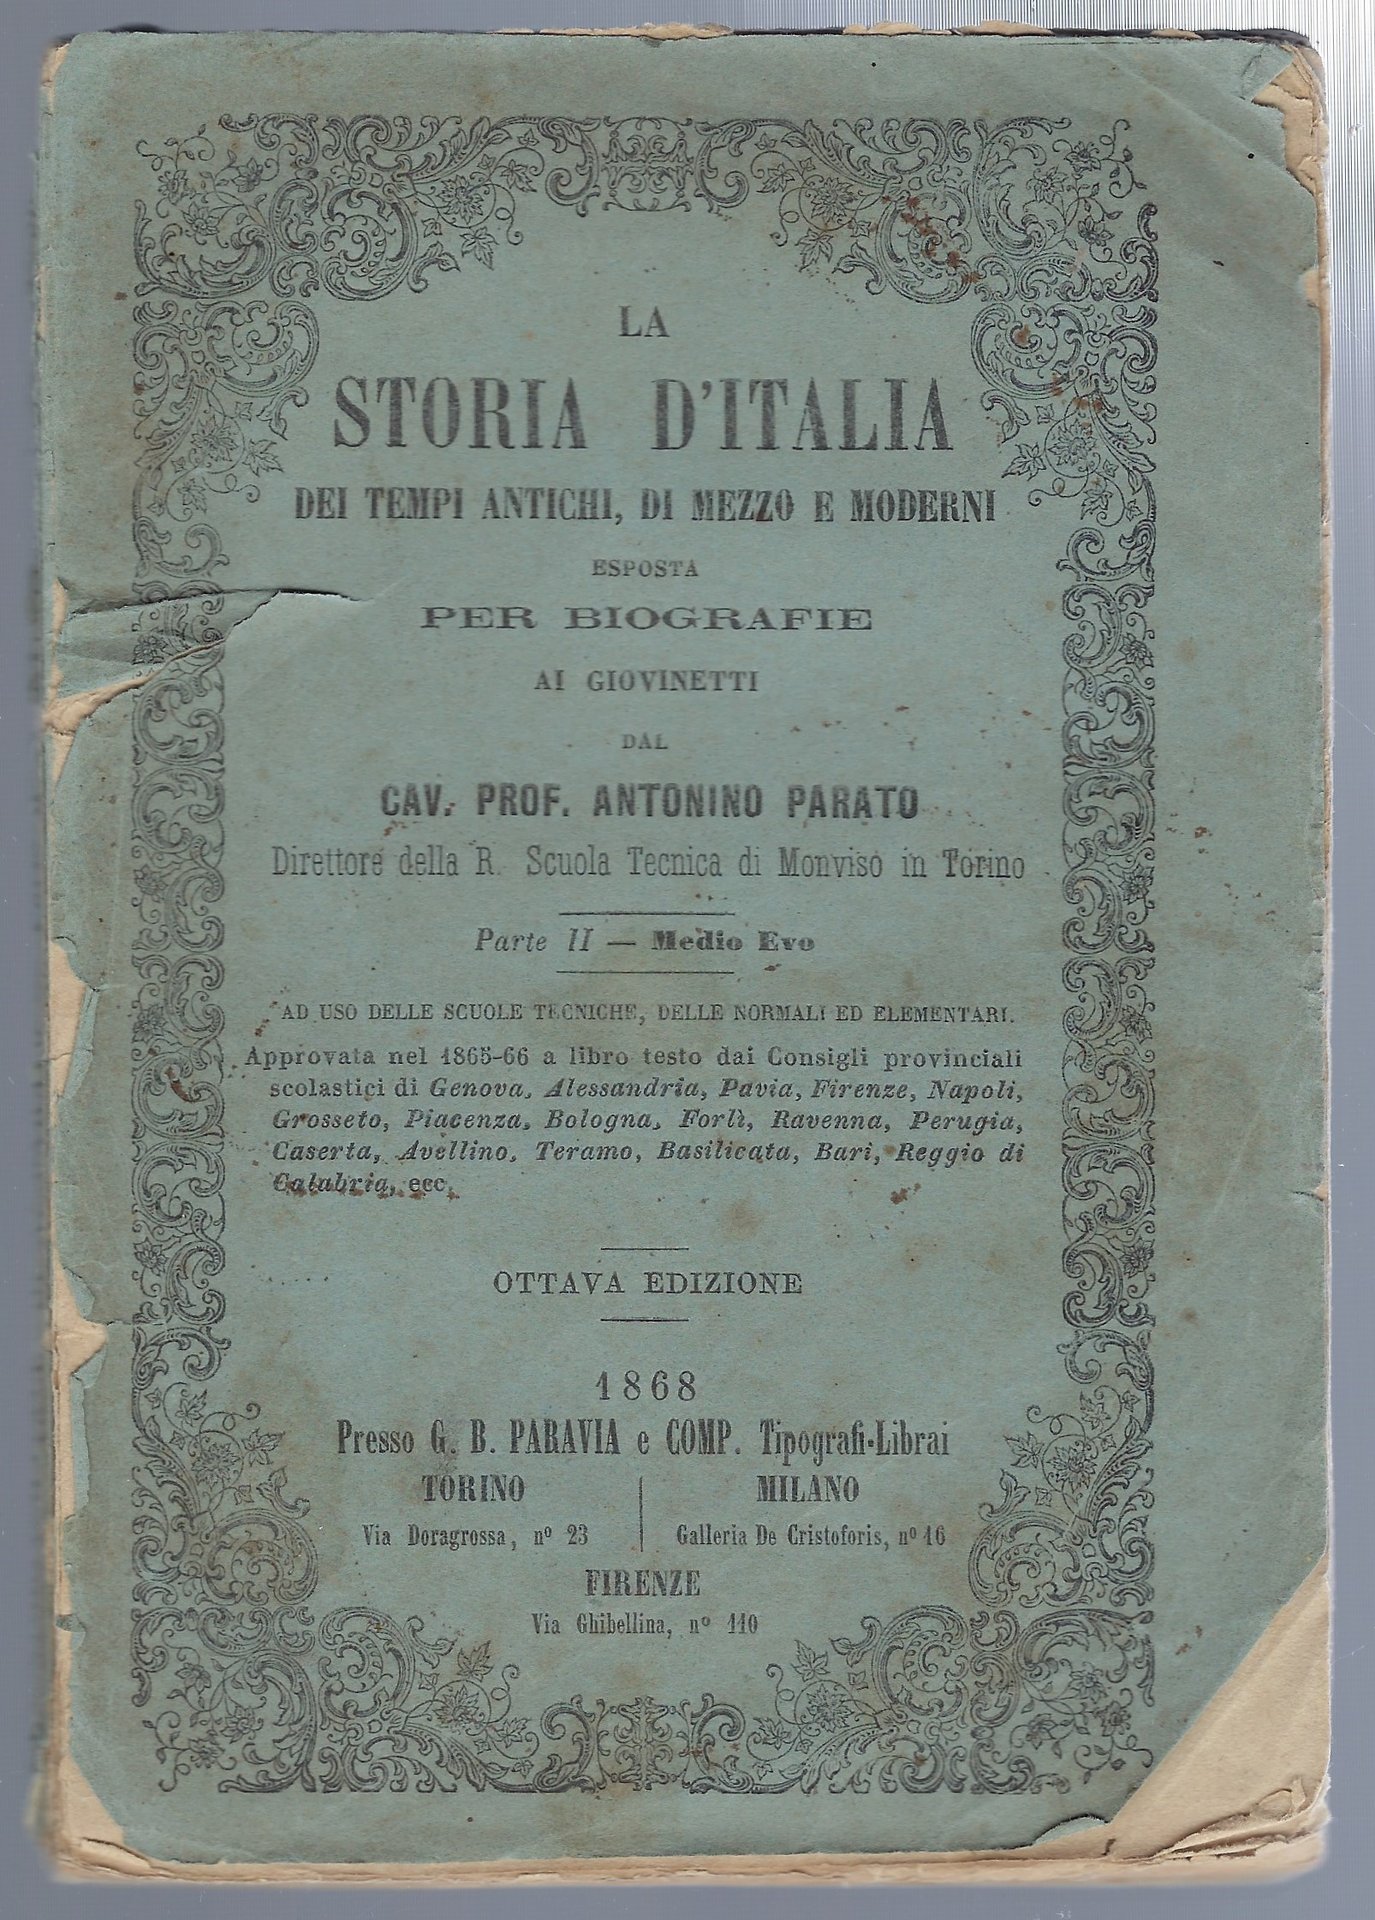 LA
STORIA D'ITALIA
DEI TEMPI ANTICHI, DI MEZZO E MODERNI
ESPOSTA
PER BIOGRAFIE
AI GIOVINETTI
DAL
CAV. PROF. ANTONINO PARATO
Direttore della R. Scuola Tecnica di Monviso in Torino
Parte II — Medio Evo
AD USO DELLE SCUOLE TECNICHE, DELLE NORMALI ED ELEMENTARI.
Approvata nel 1865-66 a libro testo dai Consigli provinciali
scolastici di Genova, Alessandria, Pavia, Firenze, Napoli,
Grosseto, Piacenza, Bologna, Forlì, Ravenna, Perugia,
Caserta, Avellino, Teramo, Basilicata, Bari, Reggio di
Calabria, ecc.
OTTAVA EDIZIONE
1868
Presso G. B. PARAVIA e COMP. Tipografi-Librai
TORINO
Via Doragrossa, nº 23
MILANO
Galleria De Cristoforis, nº 16
FIRENZE
Via Ghibellina, nº 110